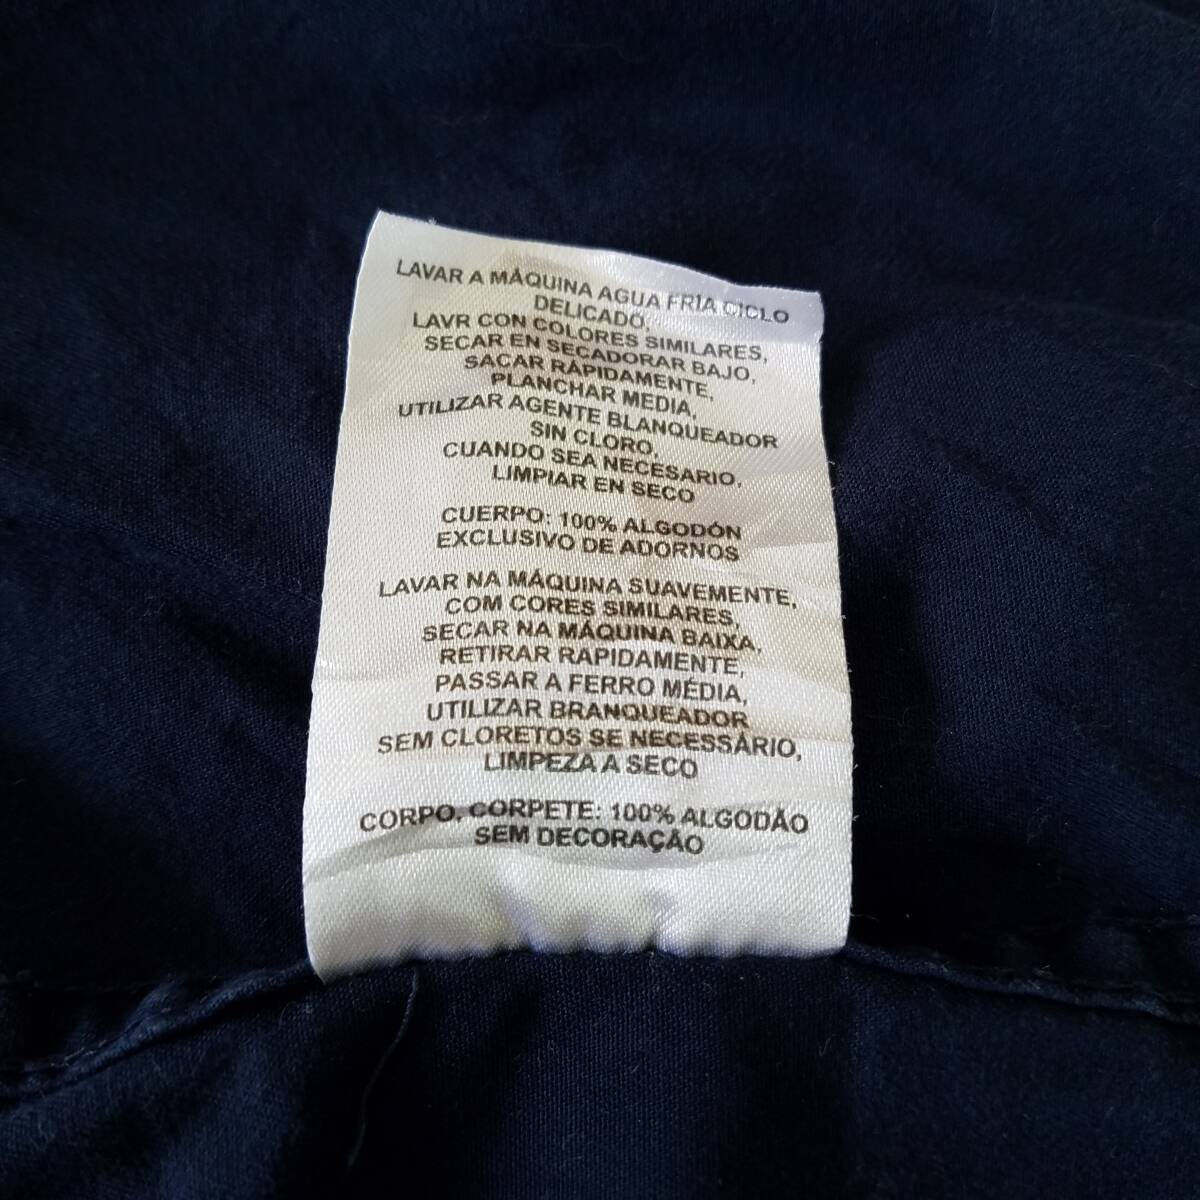 LAVAR A MÁQUINA AGUA FRÍA CICLO
DELICADO,
LAVR CON COLORES SIMILARES,
SECAR EN SECADORAR BAJO,
SACAR RÁPIDAMENTE,
PLANCHAR MEDIA,
UTILIZAR AGENTE BLANQUEADOR
SIN CLORO,
CUANDO SEA NECESARIO,
LIMPIAR EN SECO
CUERPO: 100% ALGODÓN
EXCLUSIVO DE ADORNOS
LAVAR NA MÁQUINA SUAVEMENTE,
COM CORES SIMILARES,
SECAR NA MÁQUINA BAIXA,
RETIRAR RAPIDAMENTE,
PASSAR A FERRO MÉDIA,
UTILIZAR BRANQUEADOR
SEM CLORETOS SE NECESSÁRIO,
LIMPEZA A SECO
CORPO, CORPETE: 100% ALGODÃO
SEM DECORAÇÃO